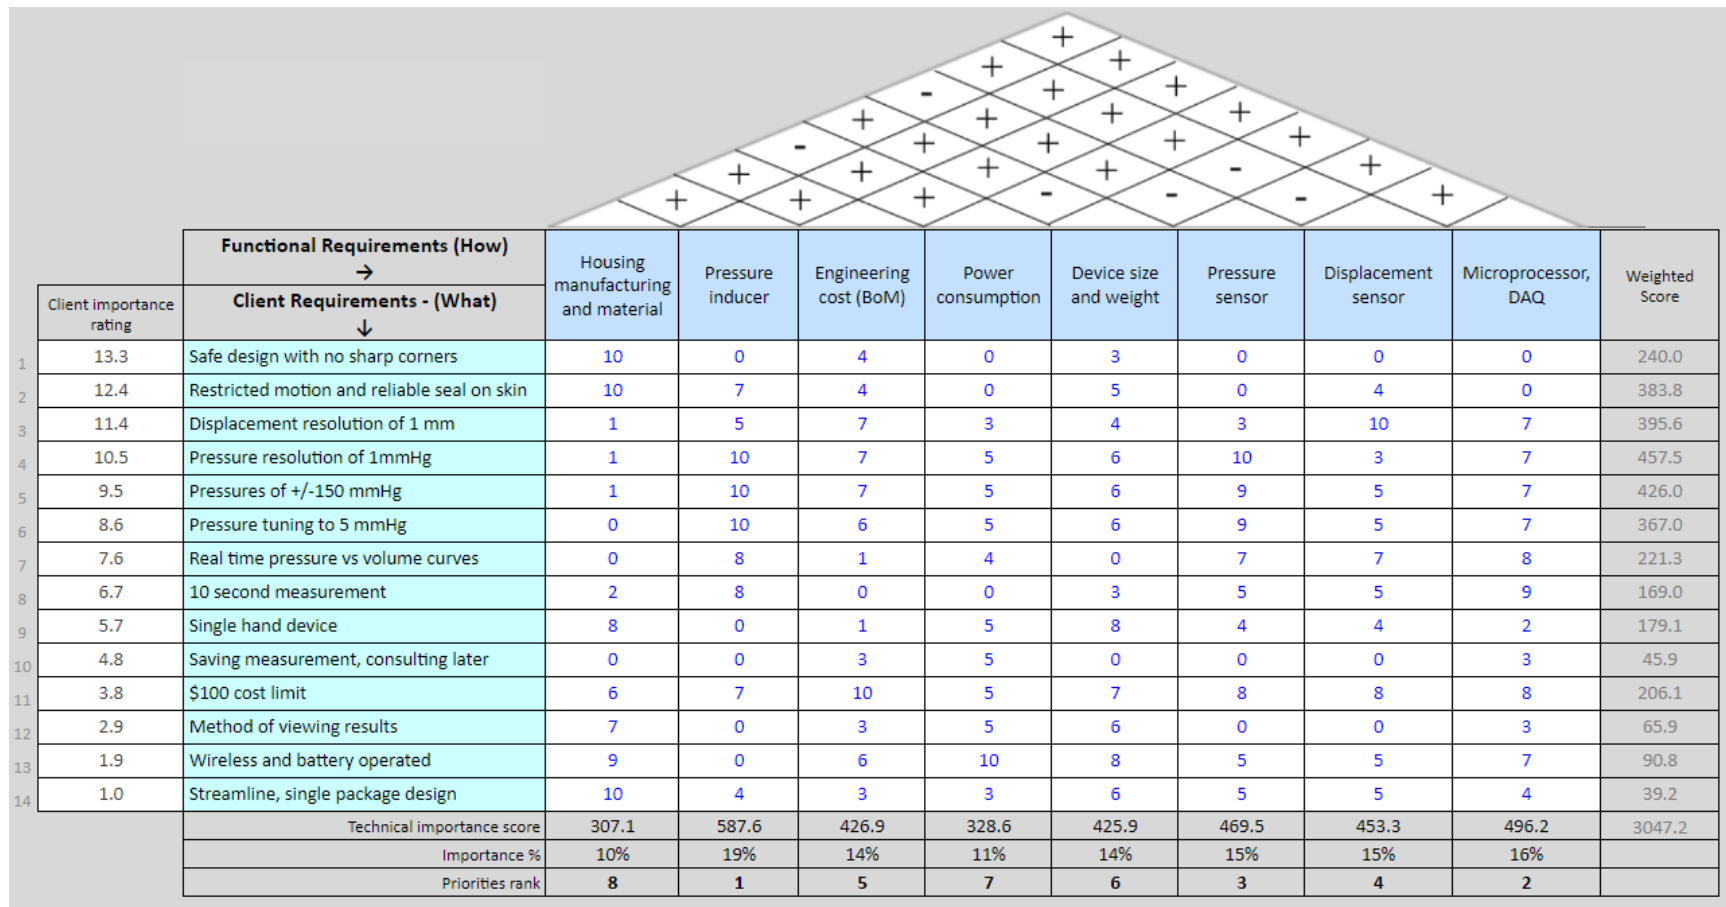 +
+ +
- + +
+ + + +
- + + + +
+ + + + - +
+ + + - - - +
Functional Requirements (How)
→
Client importance rating
Client Requirements - (What)
↓
Housing manufacturing and material
Pressure inducer
Engineering cost (BoM)
Power consumption
Device size and weight
Pressure sensor
Displacement sensor
Microprocessor, DAQ
Weighted Score
1 13.3 Safe design with no sharp corners 10 0 4 0 3 0 0 0 240.0
2 12.4 Restricted motion and reliable seal on skin 10 7 4 0 5 0 4 0 383.8
3 11.4 Displacement resolution of 1 mm 1 5 7 3 4 3 10 7 395.6
4 10.5 Pressure resolution of 1mmHg 1 10 7 5 6 10 3 7 457.5
5 9.5 Pressures of +/-150 mmHg 1 10 7 5 6 9 5 7 426.0
6 8.6 Pressure tuning to 5 mmHg 0 10 6 5 6 9 5 7 367.0
7 7.6 Real time pressure vs volume curves 0 8 1 4 0 7 7 8 221.3
8 6.7 10 second measurement 2 8 0 0 3 5 5 9 169.0
9 5.7 Single hand device 8 0 1 5 8 4 4 2 179.1
10 4.8 Saving measurement, consulting later 0 0 3 5 0 0 0 3 45.9
11 3.8 $100 cost limit 6 7 10 5 7 8 8 8 206.1
12 2.9 Method of viewing results 7 0 3 5 6 0 0 3 65.9
13 1.9 Wireless and battery operated 9 0 6 10 8 5 5 7 90.8
14 1.0 Streamline, single package design 10 4 3 3 6 5 5 4 39.2
Technical importance score 307.1 587.6 426.9 328.6 425.9 469.5 453.3 496.2 3047.2
Importance % 10% 19% 14% 11% 14% 15% 15% 16%
Priorities rank 8 1 5 7 6 3 4 2